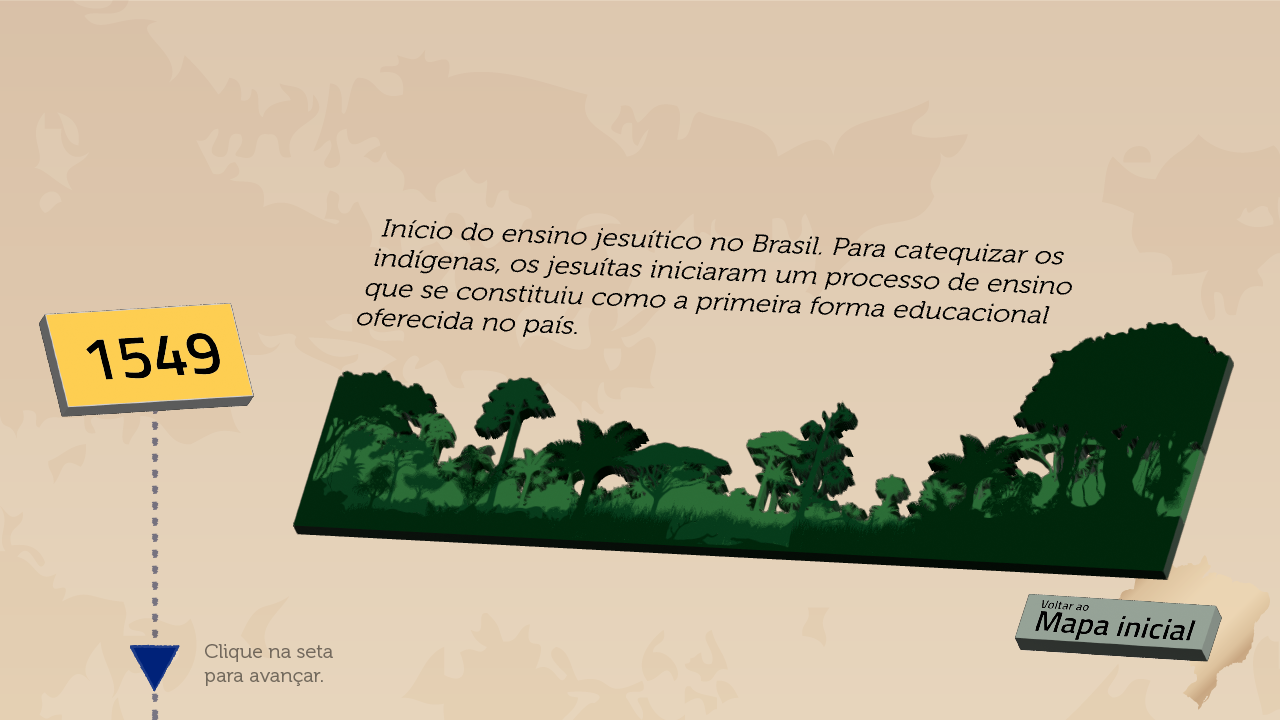 Início do ensino jesuítico no Brasil. Para catequizar os
indígenas, os jesuítas iniciaram um processo de ensino
que se constituiu como a primeira forma educacional
oferecida no país.
1549
Voltar ao
Mapa inicial
Clique na seta
para avançar.